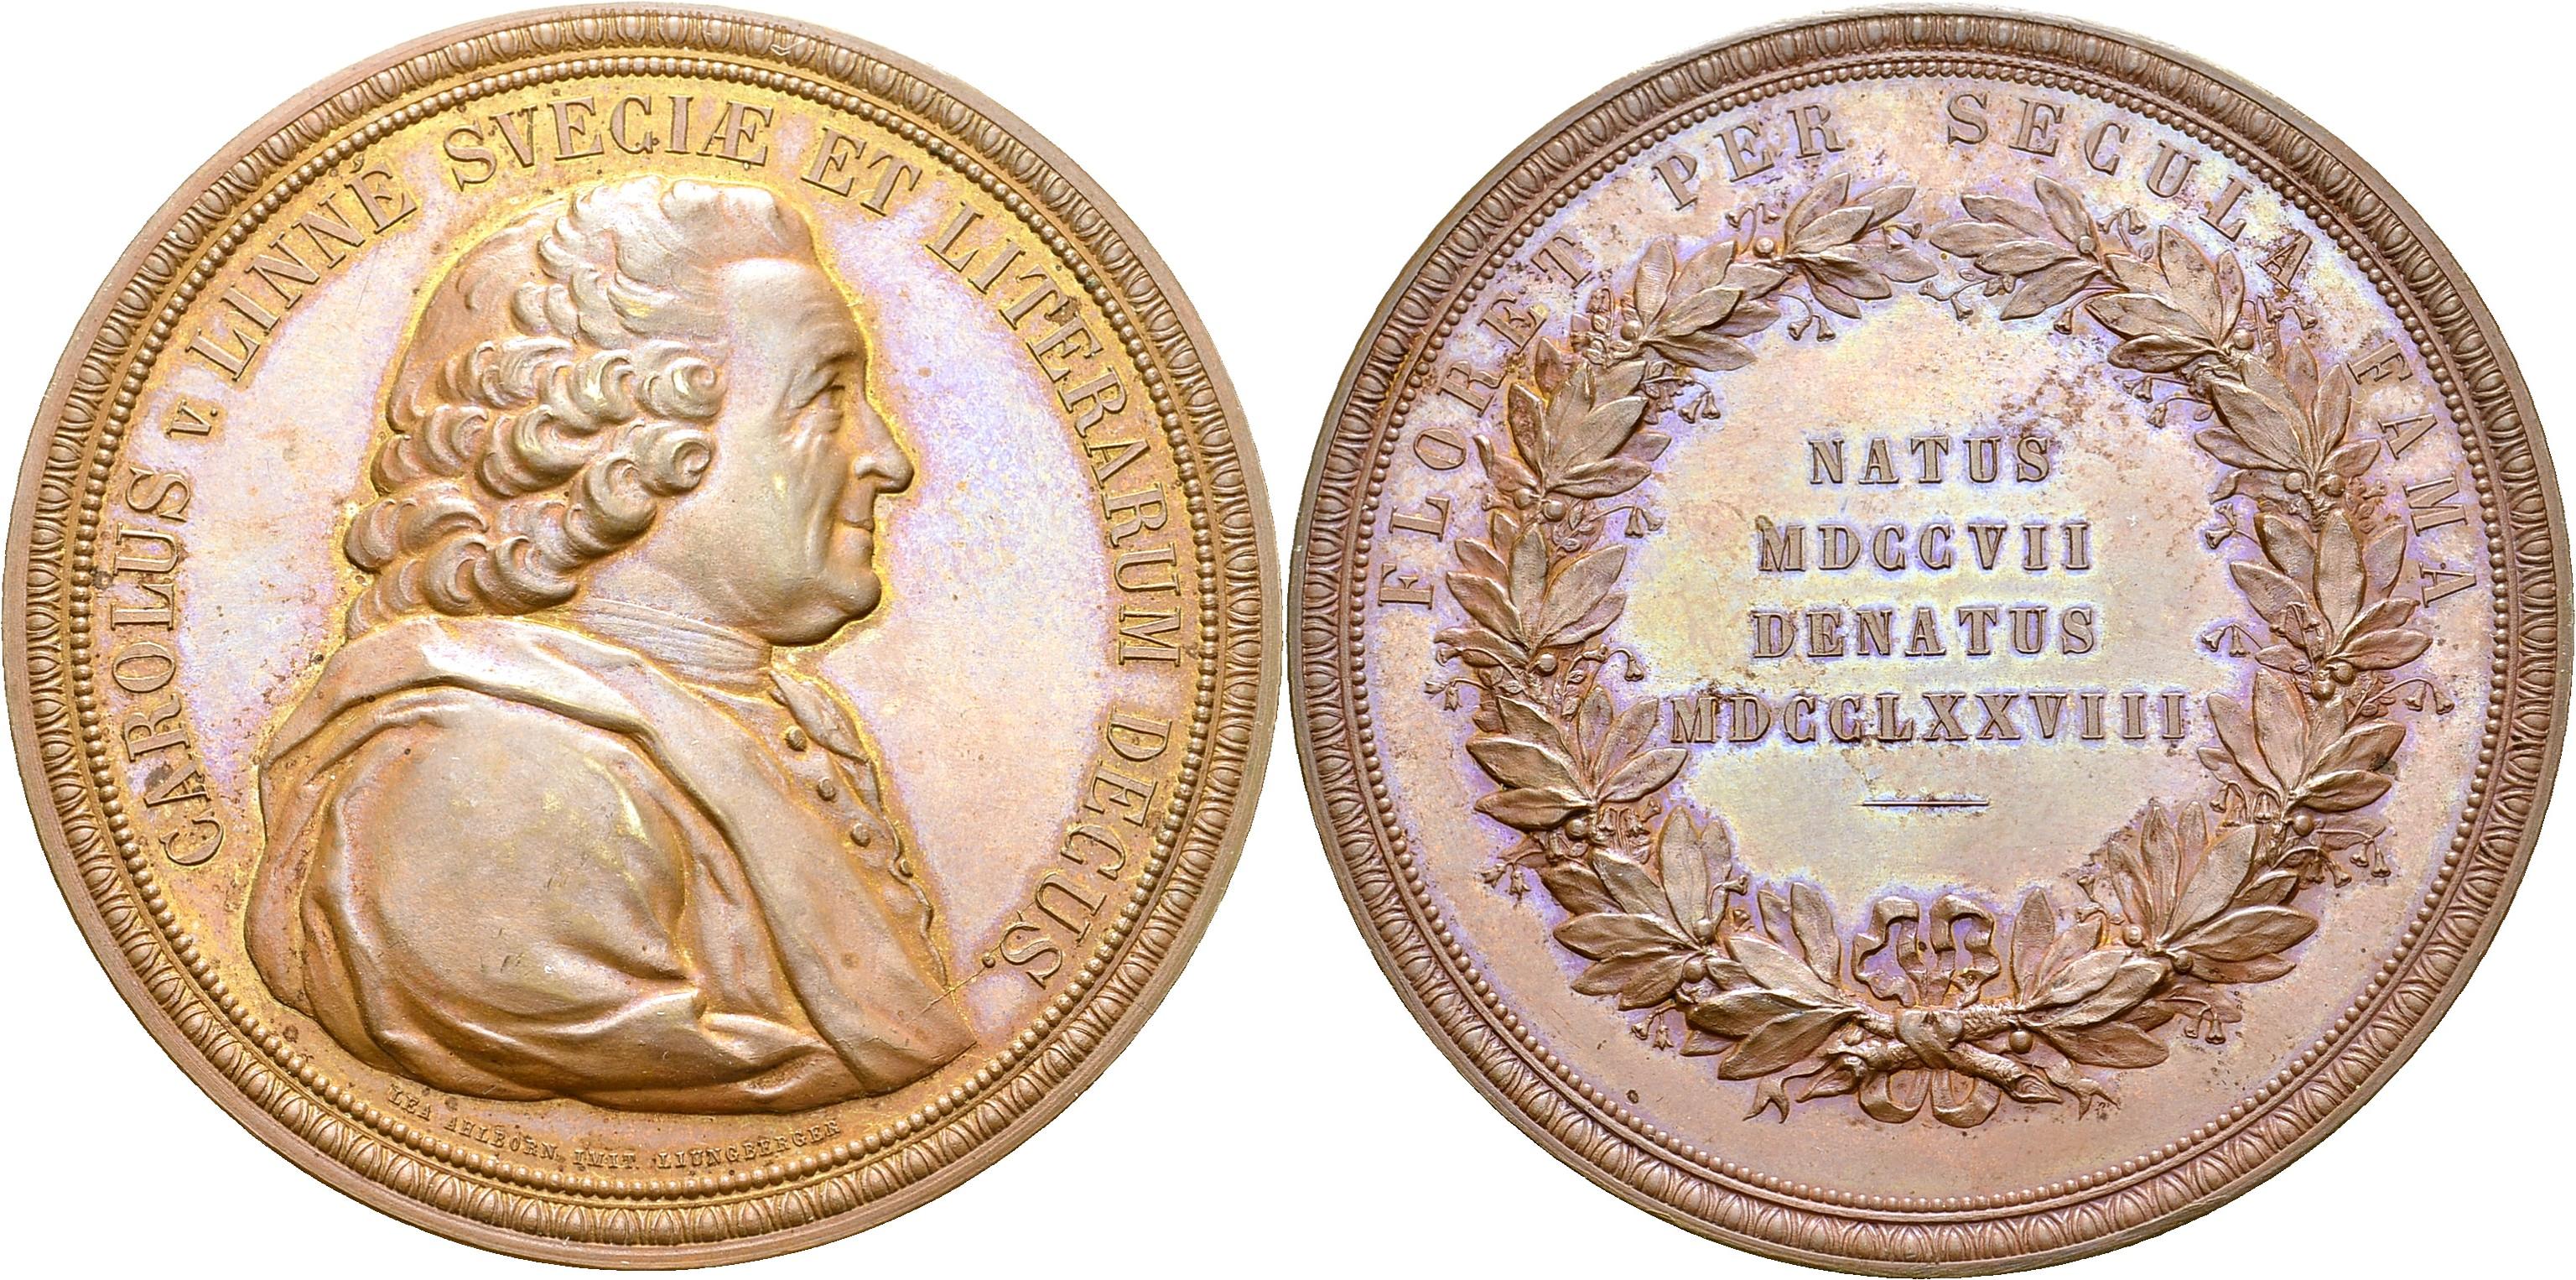 CAROLUS v. LINNÉ SVECIÆ ET LITERARUM DECUS.
LEA AHLBORN. IMIT. LIUNGBERGER
FLORET PER SECULA FAMA
NATUS
MDCCVII
DENATUS
MDCCLXXVIII